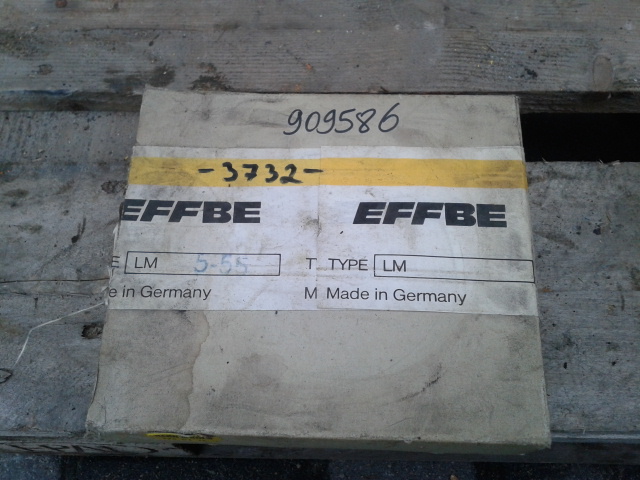 909586
-3732-
EFFBE EFFBE
LM 5-55 T TYPE LM
e in Germany M Made in Germany